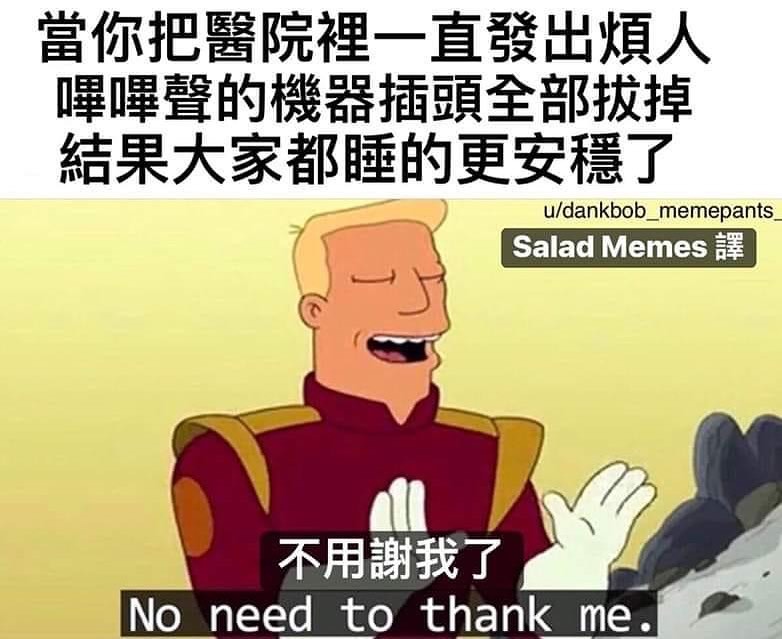 當你把醫院裡一直發出煩人
嗶嗶聲的機器插頭全部拔掉
結果大家都睡的更安穩了
u/dankbob_memepants_
Salad Memes 譯
不用謝我了
No need to thank me.